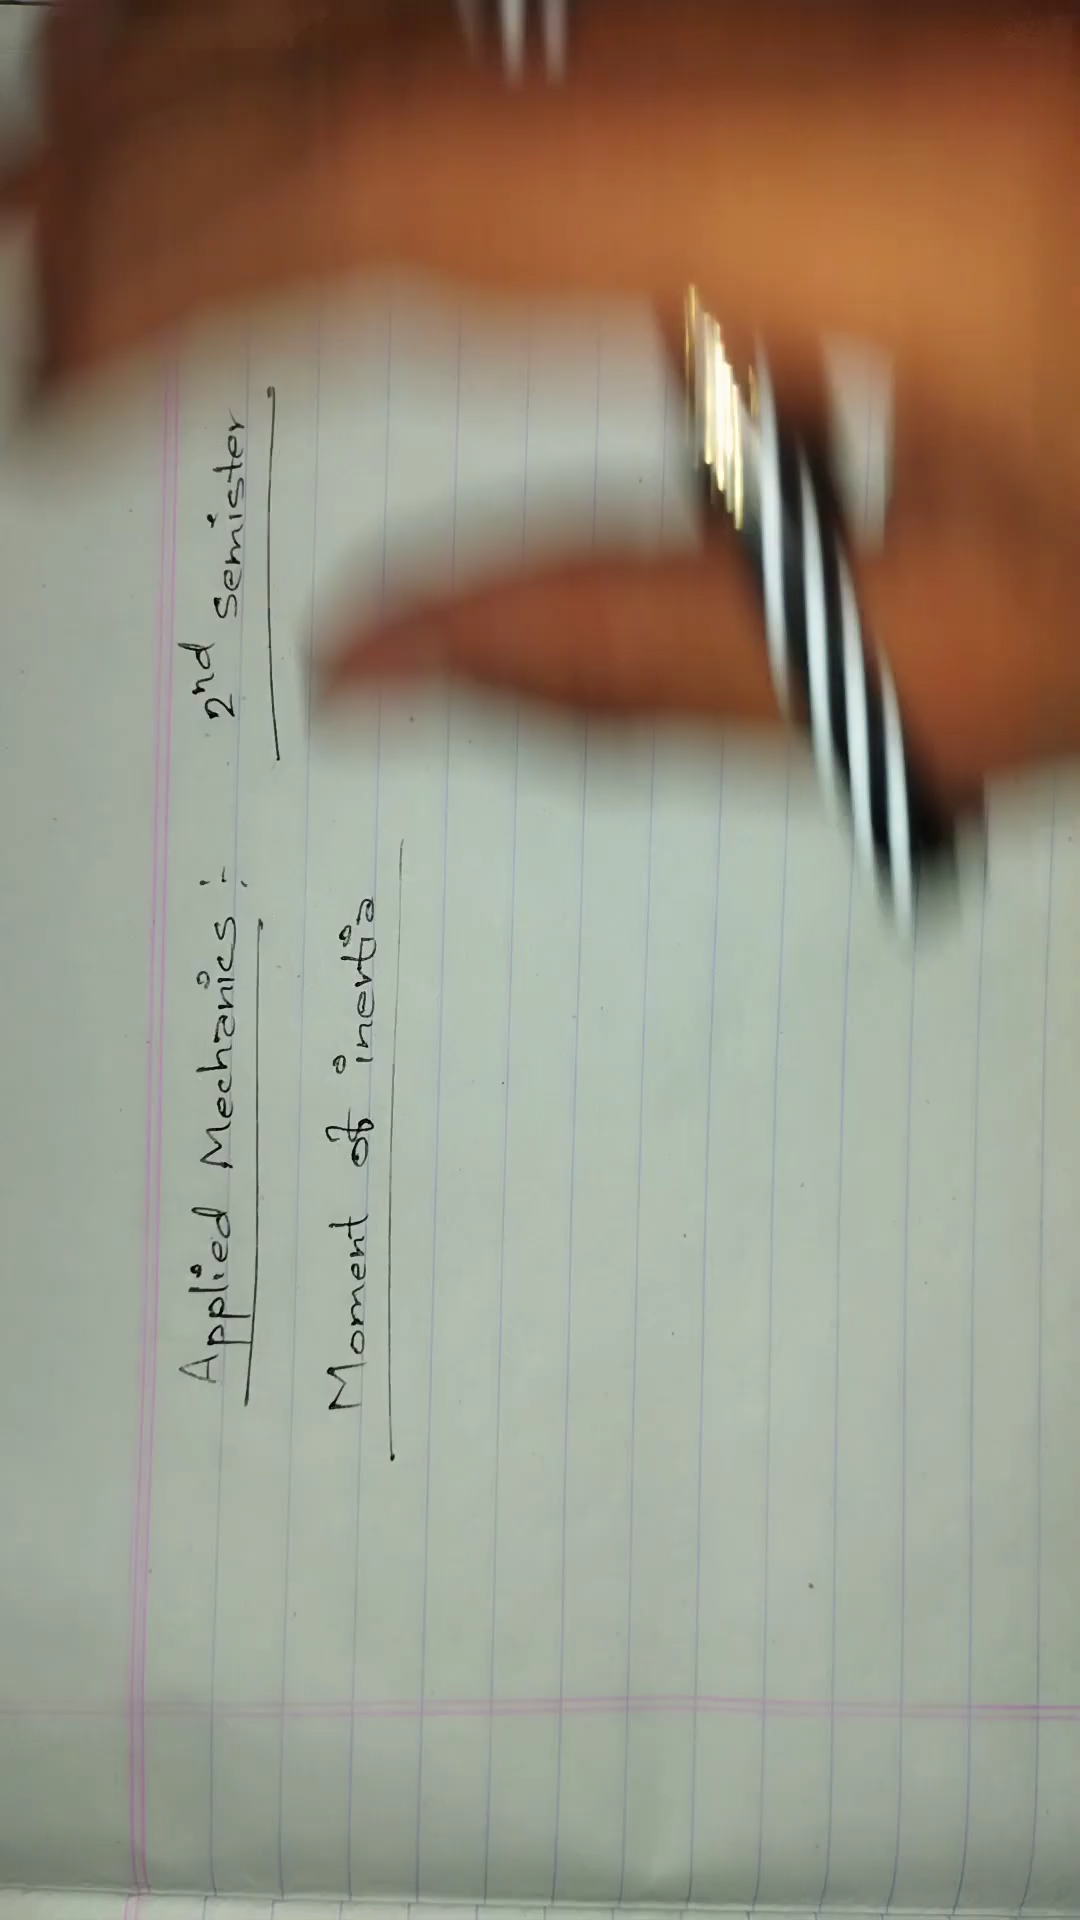 Applied Mechanics :- 2nd semister
Moment of inertia